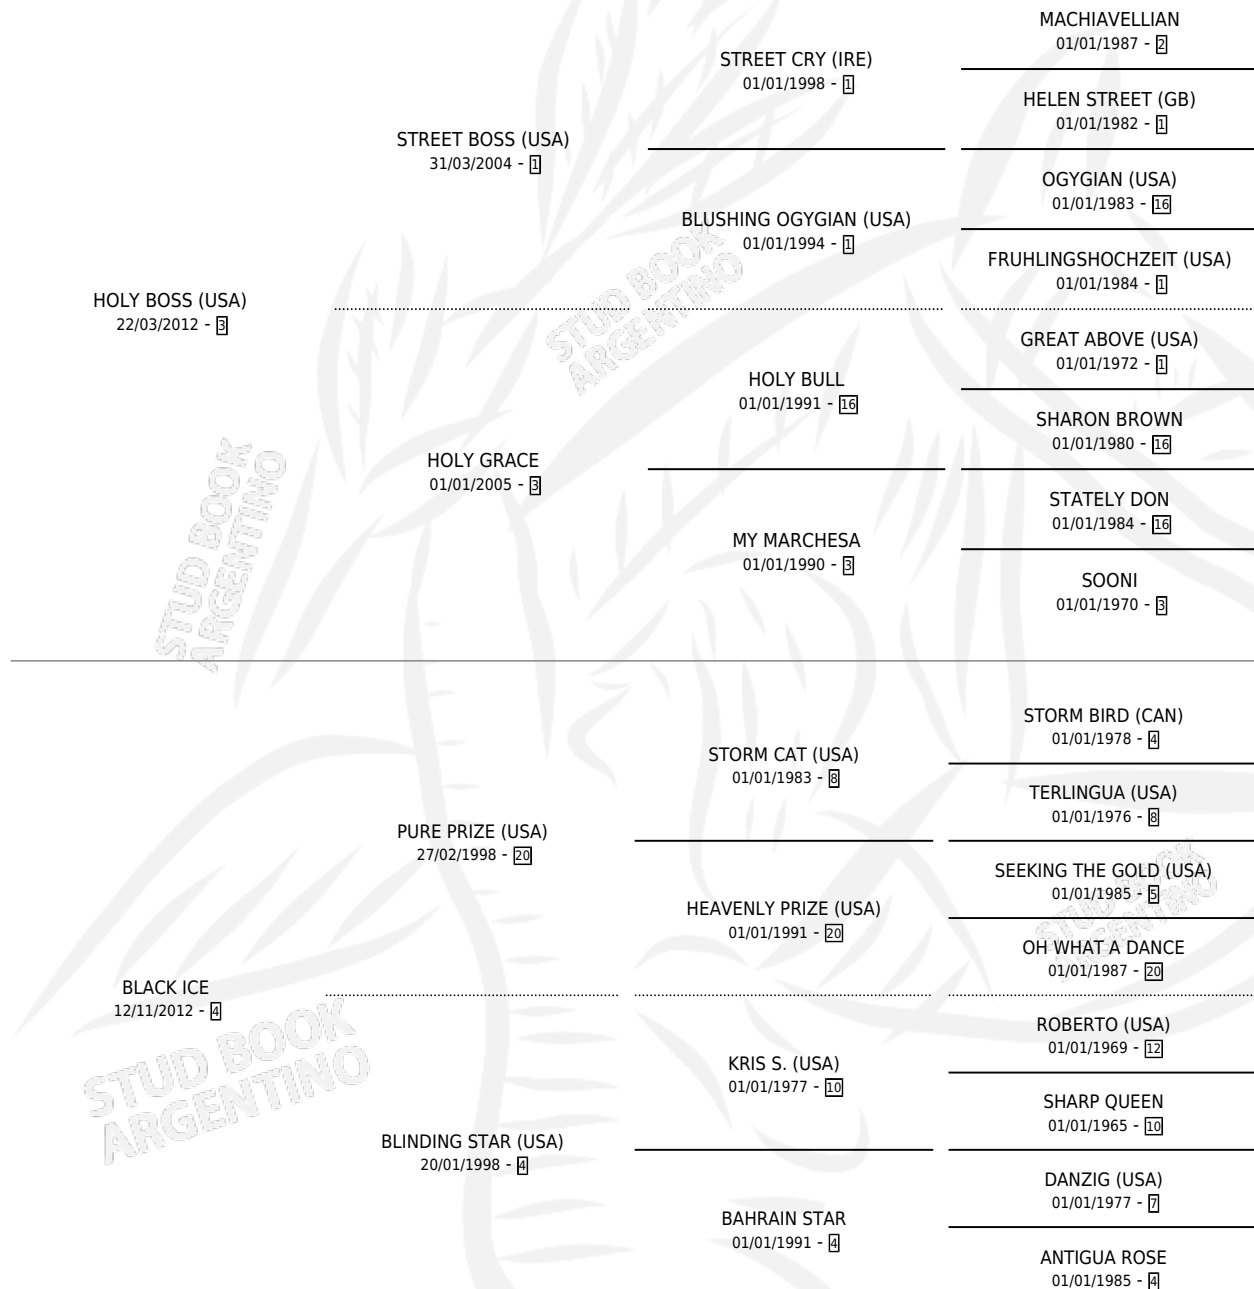 MACHIAVELLIAN
01/01/1987 - 2
STREET CRY (IRE)
01/01/1998 - 1
HELEN STREET (GB)
01/01/1982 - 1
STREET BOSS (USA)
31/03/2004 - 1
OGYGIAN (USA)
01/01/1983 - 16
BLUSHING OGYGIAN (USA)
01/01/1994 - 1
FRUHLINGSHOCHZEIT (USA)
01/01/1984 - 1
HOLY BOSS (USA)
22/03/2012 - 3
STUD BOOK
ARGENTINO
GREAT ABOVE (USA)
01/01/1972 - 1
HOLY BULL
01/01/1991 - 16
SHARON BROWN
01/01/1980 - 16
HOLY GRACE
01/01/2005 - 3
STATELY DON
01/01/1984 - 16
MY MARCHESA
01/01/1990 - 3
SOONI
01/01/1970 - 3
STUD BOOK
ARGENTINO
STORM BIRD (CAN)
01/01/1978 - 4
STORM CAT (USA)
01/01/1983 - 8
TERLINGUA (USA)
01/01/1976 - 8
PURE PRIZE (USA)
27/02/1998 - 20
SEEKING THE GOLD (USA)
01/01/1985 - 5
HEAVENLY PRIZE (USA)
01/01/1991 - 20
OH WHAT A DANCE
01/01/1987 - 20
STUD BOOK
ARGENTINO
BLACK ICE
12/11/2012 - 4
ROBERTO (USA)
01/01/1969 - 12
KRIS S. (USA)
01/01/1977 - 10
SHARP QUEEN
01/01/1965 - 10
STUD BOOK
ARGENTINO
BLINDING STAR (USA)
20/01/1998 - 4
DANZIG (USA)
01/01/1977 - 7
BAHRAIN STAR
01/01/1991 - 4
ANTIGUA ROSE
01/01/1985 - 4